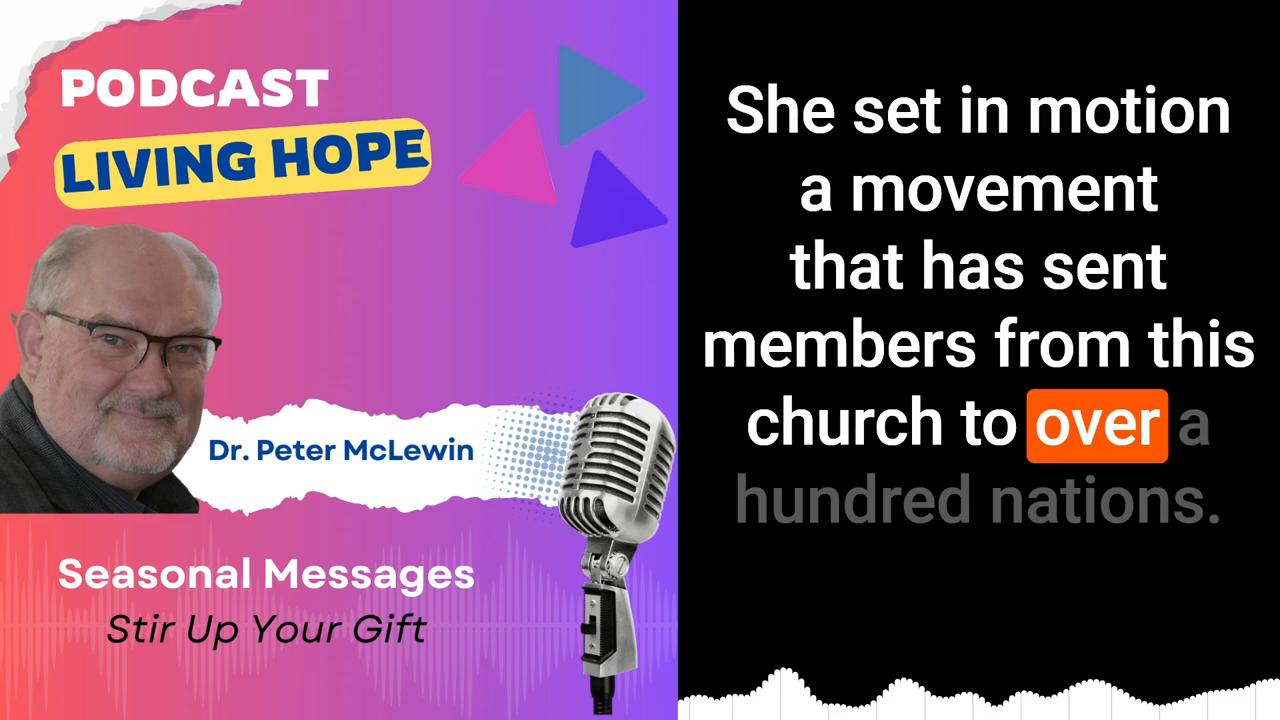 PODCAST
LIVING HOPE
Dr. Peter McLewin
Seasonal Messages
Stir Up Your Gift
She set in motion
a movement
that has sent
members from this
church to over a
hundred nations.